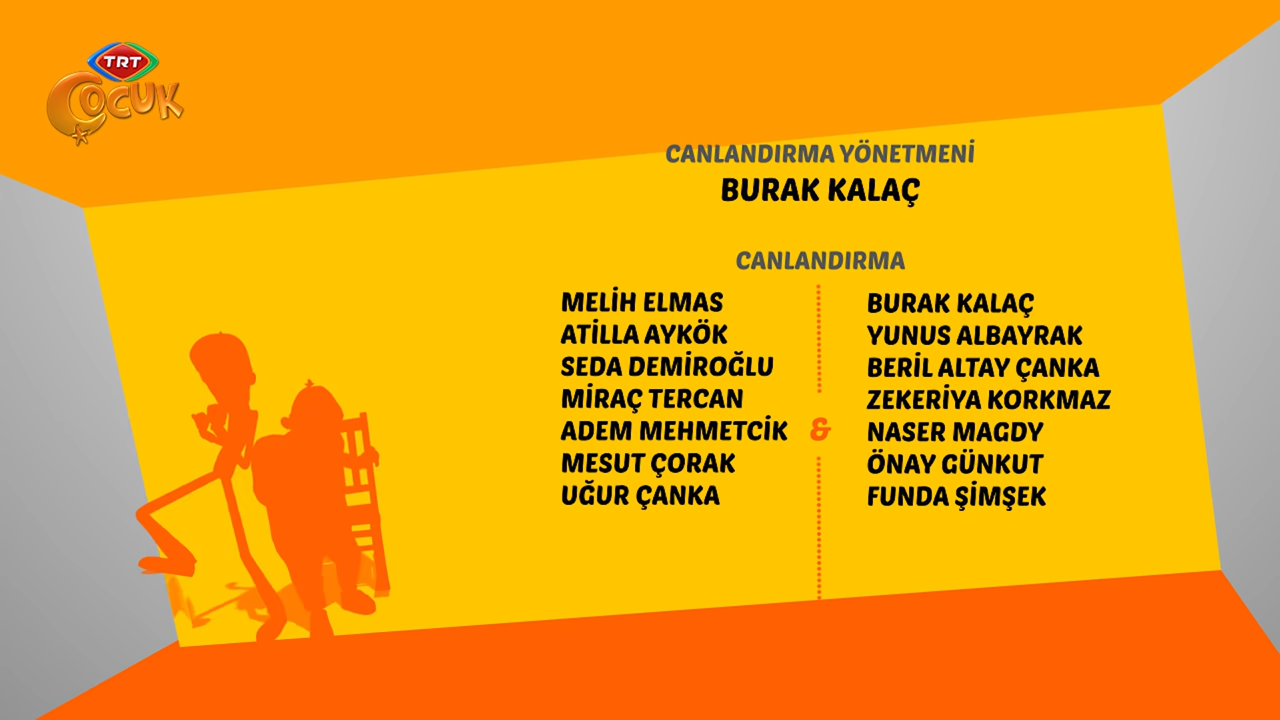 TRT
ÇOCUK
CANLANDIRMA YÖNETMENİ
BURAK KALAÇ
CANLANDIRMA
MELİH ELMAS
ATİLLA AYKÖK
SEDA DEMİROĞLU
MİRAÇ TERCAN
ADEM MEHMETCİK
MESUT ÇORAK
UĞUR ÇANKA
&
BURAK KALAÇ
YUNUS ALBAYRAK
BERİL ALTAY ÇANKA
ZEKERİYA KORKMAZ
NASER MAGDY
ÖNAY GÜNKUT
FUNDA ŞİMŞEK